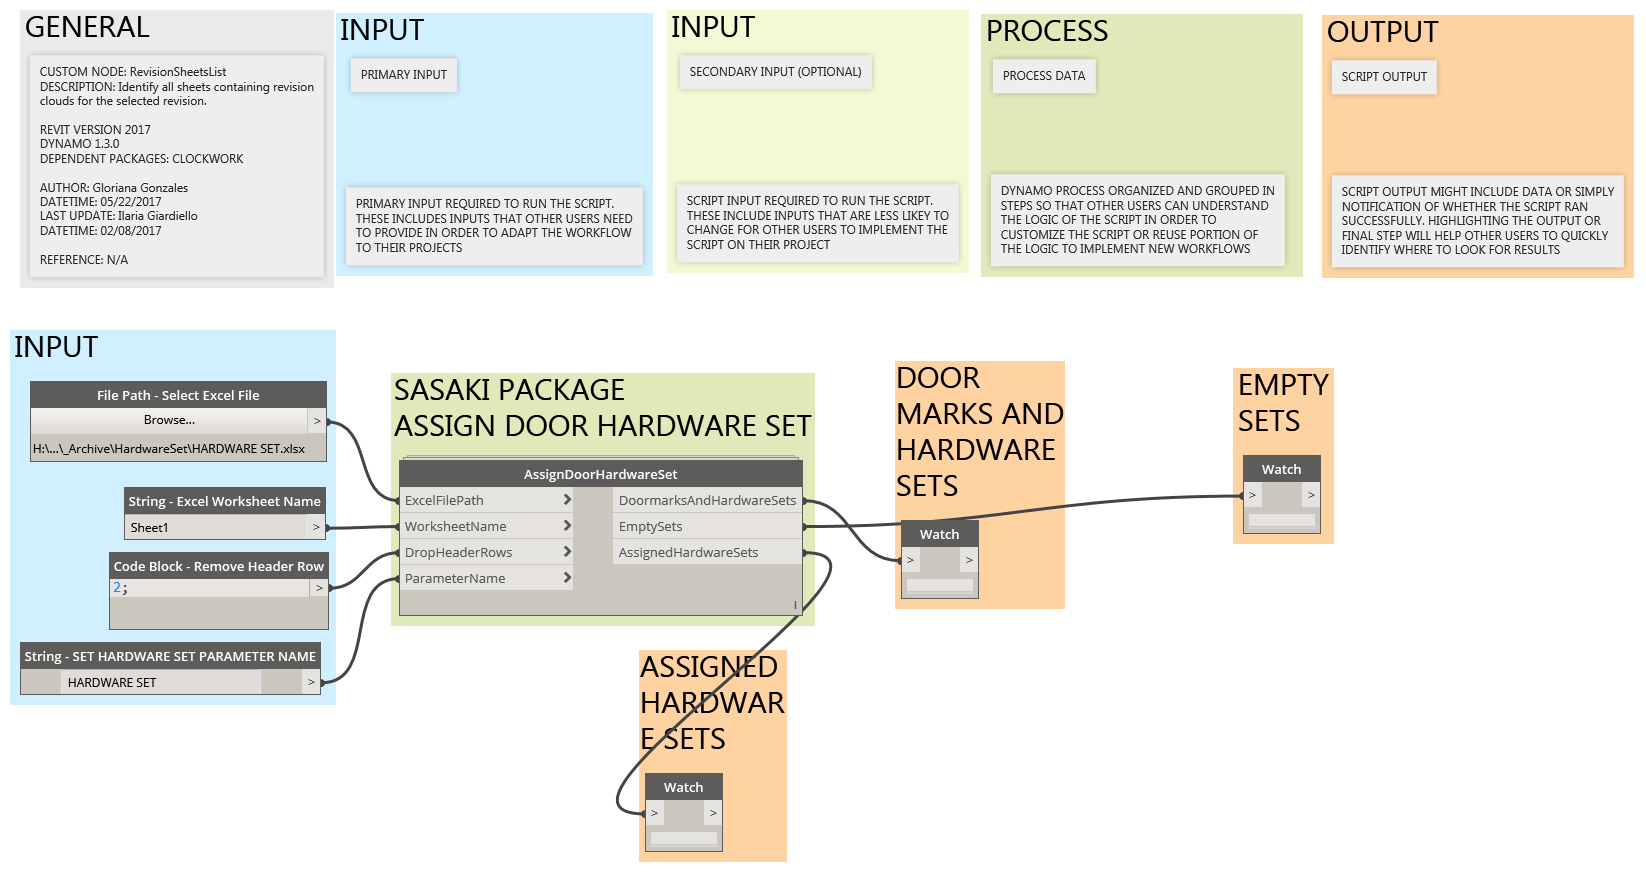 GENERAL
CUSTOM NODE: RevisionSheetsList
DESCRIPTION: Identify all sheets containing revision
clouds for the selected revision.
REVIT VERSION 2017
DYNAMO 1.3.0
DEPENDENT PACKAGES: CLOCKWORK
AUTHOR: Gloriana Gonzales
DATETIME: 05/22/2017
LAST UPDATE: Ilaria Giardiello
DATETIME: 02/08/2017
REFERENCE: N/A
INPUT
PRIMARY INPUT
PRIMARY INPUT REQUIRED TO RUN THE SCRIPT.
THESE INCLUDES INPUTS THAT OTHER USERS NEED
TO PROVIDE IN ORDER TO ADAPT THE WORKFLOW
TO THEIR PROJECTS
INPUT
SECONDARY INPUT (OPTIONAL)
SCRIPT INPUT REQUIRED TO RUN THE SCRIPT.
THESE INCLUDE INPUTS THAT ARE LESS LIKEY TO
CHANGE FOR OTHER USERS TO IMPLEMENT THE
SCRIPT ON THEIR PROJECT
PROCESS
PROCESS DATA
DYNAMO PROCESS ORGANIZED AND GROUPED IN
STEPS SO THAT OTHER USERS CAN UNDERSTAND
THE LOGIC OF THE SCRIPT IN ORDER TO
CUSTOMIZE THE SCRIPT OR REUSE PORTION OF
THE LOGIC TO IMPLEMENT NEW WORKFLOWS
OUTPUT
SCRIPT OUTPUT
SCRIPT OUTPUT MIGHT INCLUDE DATA OR SIMPLY
NOTIFICATION OF WHETHER THE SCRIPT RAN
SUCCESSFULLY. HIGHLIGHTING THE OUTPUT OR
FINAL STEP WILL HELP OTHER USERS TO QUICKLY
IDENTIFY WHERE TO LOOK FOR RESULTS
INPUT
File Path - Select Excel File
Browse... >
H:\...\_Archive\HardwareSet\HARDWARE SET.xlsx
String - Excel Worksheet Name
Sheet1 >
Code Block - Remove Header Row
2; >
String - SET HARDWARE SET PARAMETER NAME
HARDWARE SET >
SASAKI PACKAGE
ASSIGN DOOR HARDWARE SET
AssignDoorHardwareSet
ExcelFilePath > DoormarksAndHardwareSets
WorksheetName > EmptySets
DropHeaderRows > AssignedHardwareSets
ParameterName >
I
DOOR
MARKS AND
HARDWARE
SETS
Watch
> >
EMPTY
SETS
Watch
> >
ASSIGNED
HARDWAR
E SETS
Watch
> >